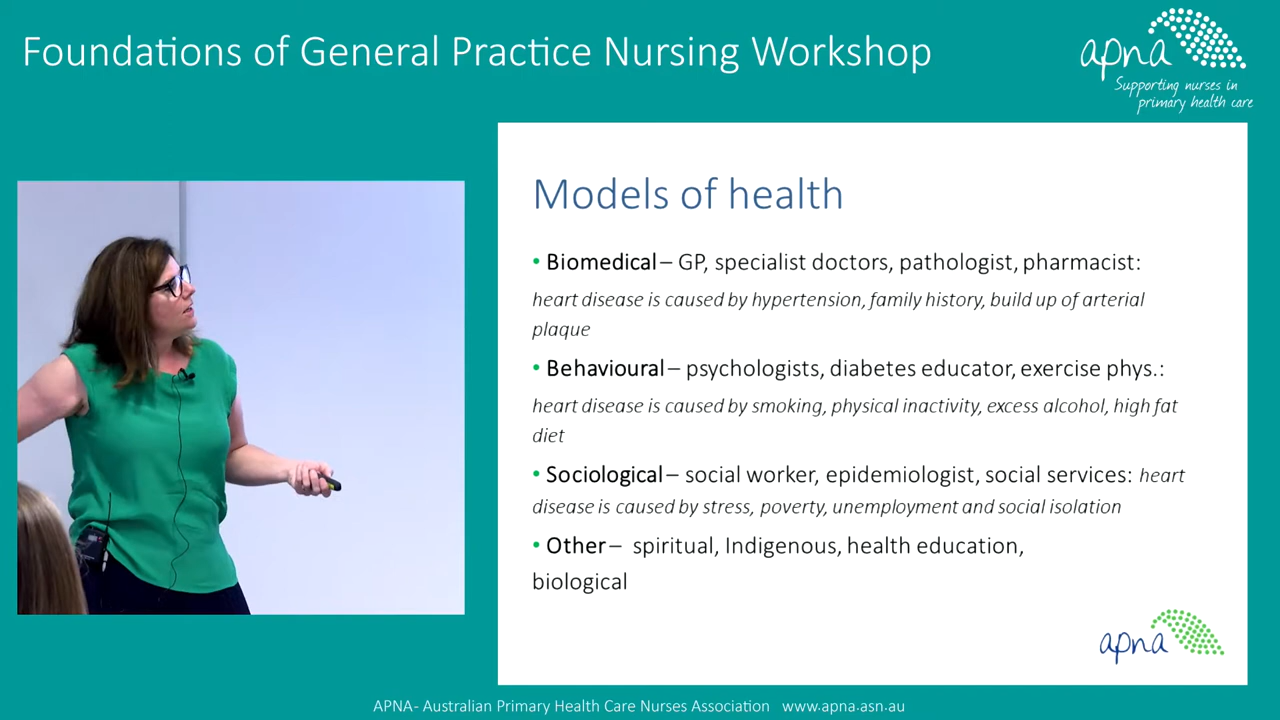 Foundations of General Practice Nursing Workshop
apna
Supporting nurses in
primary health care
Models of health
• Biomedical – GP, specialist doctors, pathologist, pharmacist:
heart disease is caused by hypertension, family history, build up of arterial
plaque
• Behavioural – psychologists, diabetes educator, exercise phys.:
heart disease is caused by smoking, physical inactivity, excess alcohol, high fat
diet
• Sociological – social worker, epidemiologist, social services: heart
disease is caused by stress, poverty, unemployment and social isolation
• Other – spiritual, Indigenous, health education,
biological
apna
APNA- Australian Primary Health Care Nurses Association www.apna.asn.au